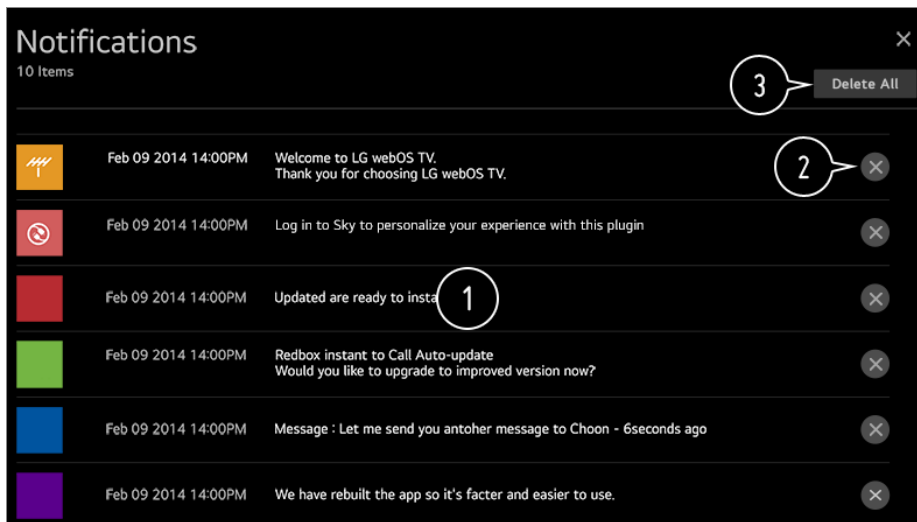 Notifications
10 Items
3
Delete All
Feb 09 2014 14:00PM
Welcome to LG webOS TV.
Thank you for choosing LG webOS TV.
2
Feb 09 2014 14:00PM
Log in to Sky to personalize your experience with this plugin
Feb 09 2014 14:00PM
Updated are ready to insta
1
Feb 09 2014 14:00PM
Redbox instant to Call Auto-update
Would you like to upgrade to improved version now?
Feb 09 2014 14:00PM
Message : Let me send you antoher message to Choon - 6seconds ago
Feb 09 2014 14:00PM
We have rebuilt the app so it's facter and easier to use.